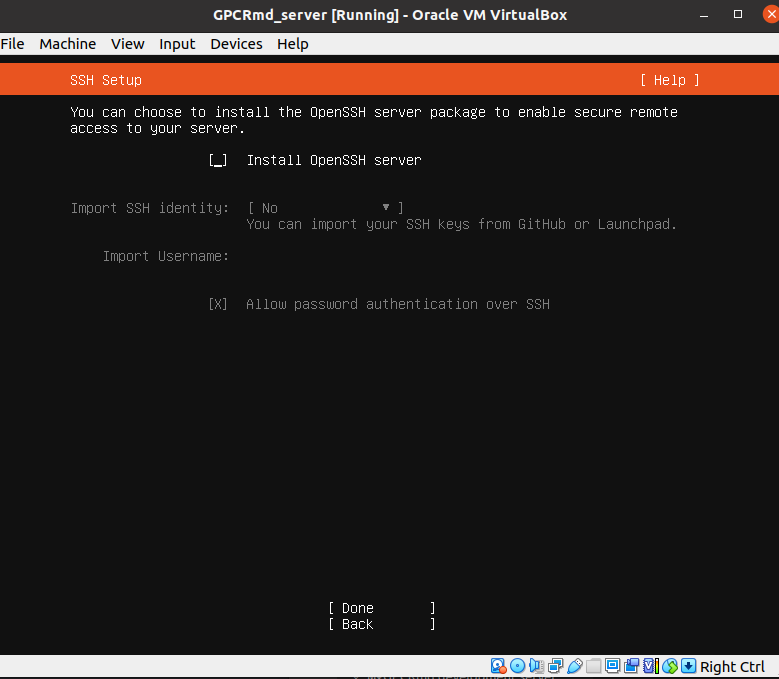 GPCRmd_server [Running] - Oracle VM VirtualBox
File Machine View Input Devices Help
SSH Setup [ Help ]
You can choose to install the OpenSSH server package to enable secure remote
access to your server.
[_] Install OpenSSH server
Import SSH identity: [ No ▾ ]
You can import your SSH keys from GitHub or Launchpad.
Import Username:
[X] Allow password authentication over SSH
[ Done ]
[ Back ]
Right Ctrl